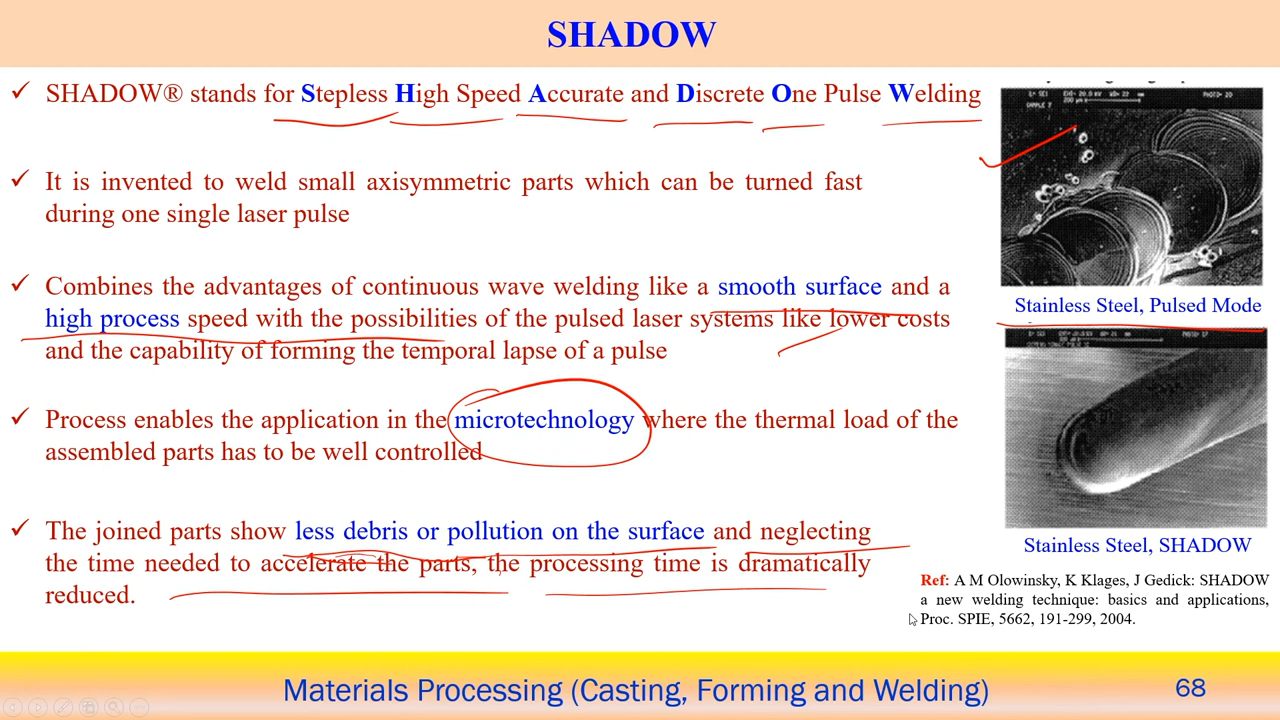 SHADOW
✓ SHADOW® stands for Stepless High Speed Accurate and Discrete One Pulse Welding
✓ It is invented to weld small axisymmetric parts which can be turned fast
during one single laser pulse
✓ Combines the advantages of continuous wave welding like a smooth surface and a
high process speed with the possibilities of the pulsed laser systems like lower costs
and the capability of forming the temporal lapse of a pulse
✓ Process enables the application in the microtechnology where the thermal load of the
assembled parts has to be well controlled
✓ The joined parts show less debris or pollution on the surface and neglecting
the time needed to accelerate the parts, the processing time is dramatically
reduced.
Stainless Steel, Pulsed Mode
Stainless Steel, SHADOW
Ref: A M Olowinsky, K Klages, J Gedick: SHADOW
a new welding technique: basics and applications,
Proc. SPIE, 5662, 191-299, 2004.
Materials Processing (Casting, Forming and Welding)
68